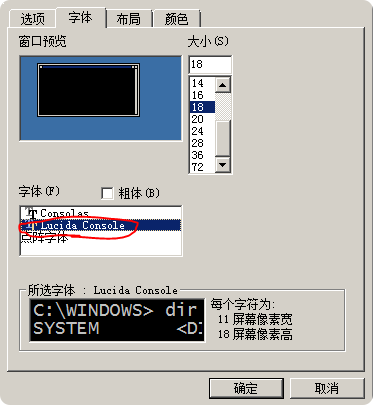 选项 字体 布局 颜色
窗口预览 大小(S)
18
14
16
18
20
24
28
36
72
字体(F) 粗体(B)
Consolas
Lucida Console
点阵字体
所选字体 : Lucida Console
C:\WINDOWS> dir
SYSTEM <DI
每个字符为:
11 屏幕像素宽
18 屏幕像素高
确定 取消